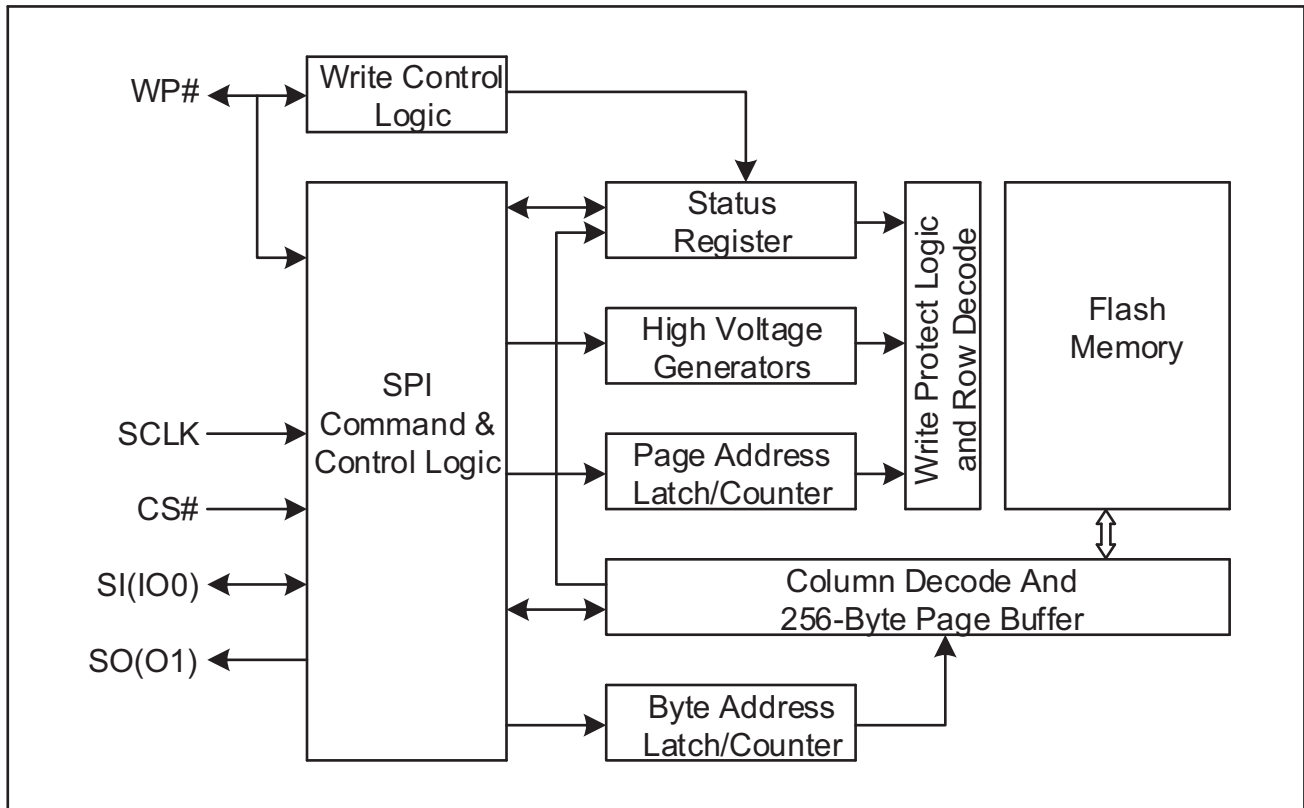 WP#
Write Control
Logic
Status
Register
High Voltage
Generators
SPI
Command &
Control Logic
SCLK
CS#
SI(IO0)
SO(O1)
Page Address
Latch/Counter
Write Protect Logic
and Row Decode
Flash
Memory
Column Decode And
256-Byte Page Buffer
Byte Address
Latch/Counter